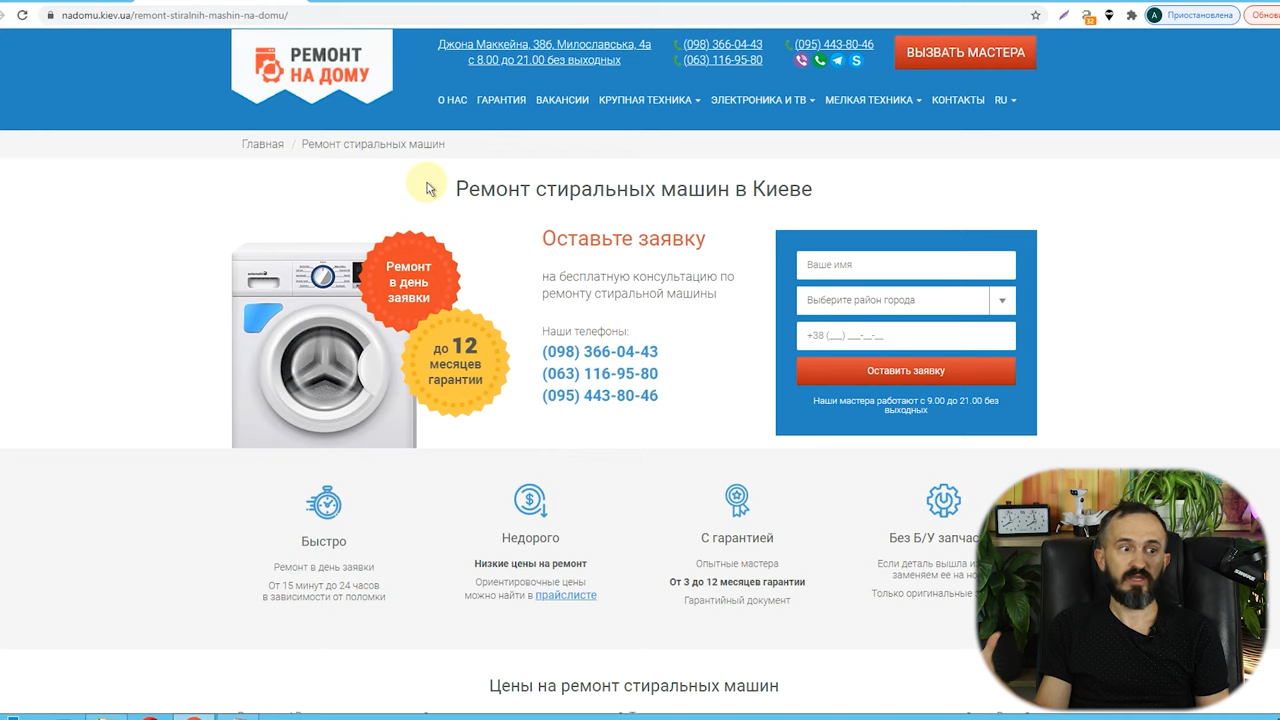 nadomu.kiev.ua/remont-stiralnih-mashin-na-domu/
32
A
Приостановлена
РЕМОНТ
НА ДОМУ
Джона Маккейна, 38б, Милославська, 4а
с 8.00 до 21.00 без выходных
(098) 366-04-43
(063) 116-95-80
(095) 443-80-46
ВЫЗВАТЬ МАСТЕРА
О НАС ГАРАНТИЯ ВАКАНСИИ КРУПНАЯ ТЕХНИКА ЭЛЕКТРОНИКА И ТВ МЕЛКАЯ ТЕХНИКА КОНТАКТЫ RU
Главная / Ремонт стиральных машин
Ремонт стиральных машин в Киеве
Ремонт
в день
заявки
до 12
месяцев
гарантии
Оставьте заявку
на бесплатную консультацию по
ремонту стиральной машины
Наши телефоны:
(098) 366-04-43
(063) 116-95-80
(095) 443-80-46
Ваше имя
Выберите район города
+38 (___) ___-__-__
Оставить заявку
Наши мастера работают с 9.00 до 21.00 без
выходных
Быстро
Ремонт в день заявки
От 15 минут до 24 часов
в зависимости от поломки
Недорого
Низкие цены на ремонт
Ориентировочные цены
можно найти в прайслисте
С гарантией
Опытные мастера
От 3 до 12 месяцев гарантии
Гарантийный документ
Без Б/У запчас
Если деталь вышла и
заменяем ее на но
Только оригинальные
Цены на ремонт стиральных машин